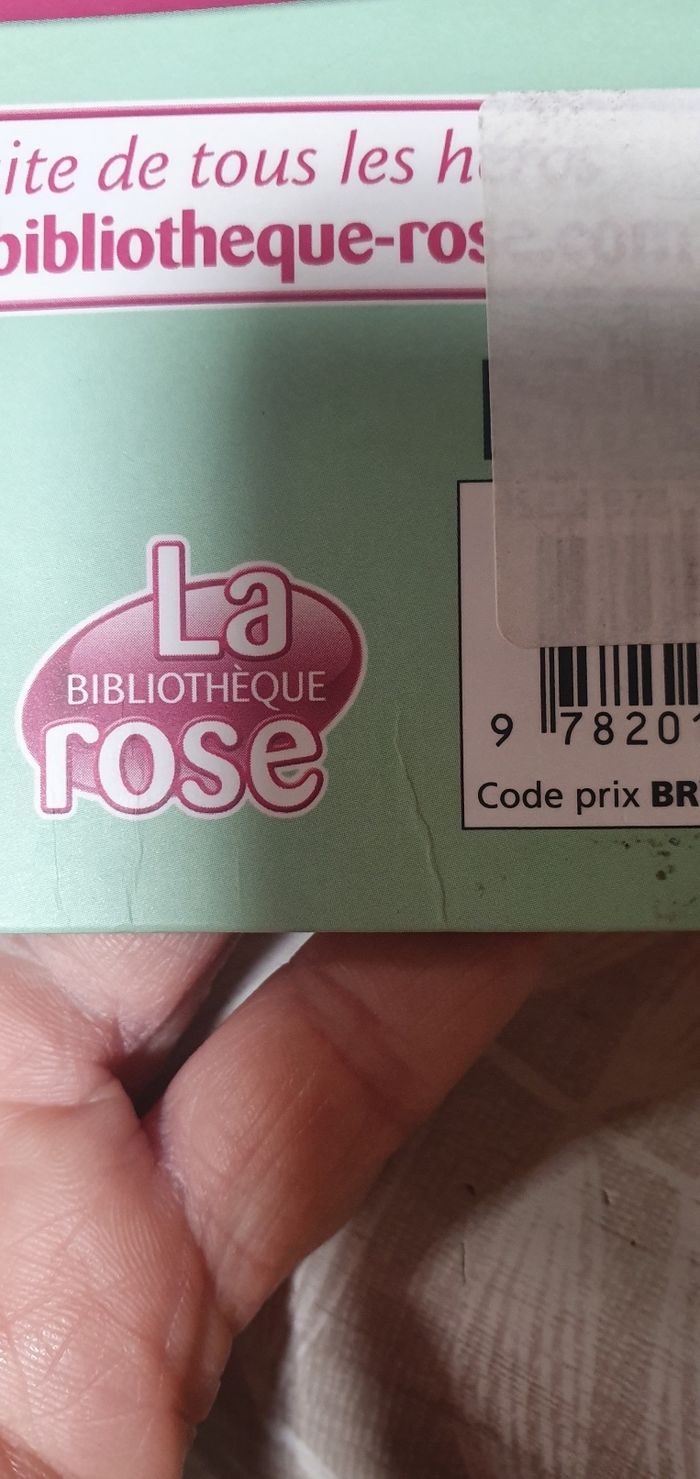 ite de tous les h
bibliotheque-ros
La
BIBLIOTHÈQUE
rose
9 78201
Code prix BR